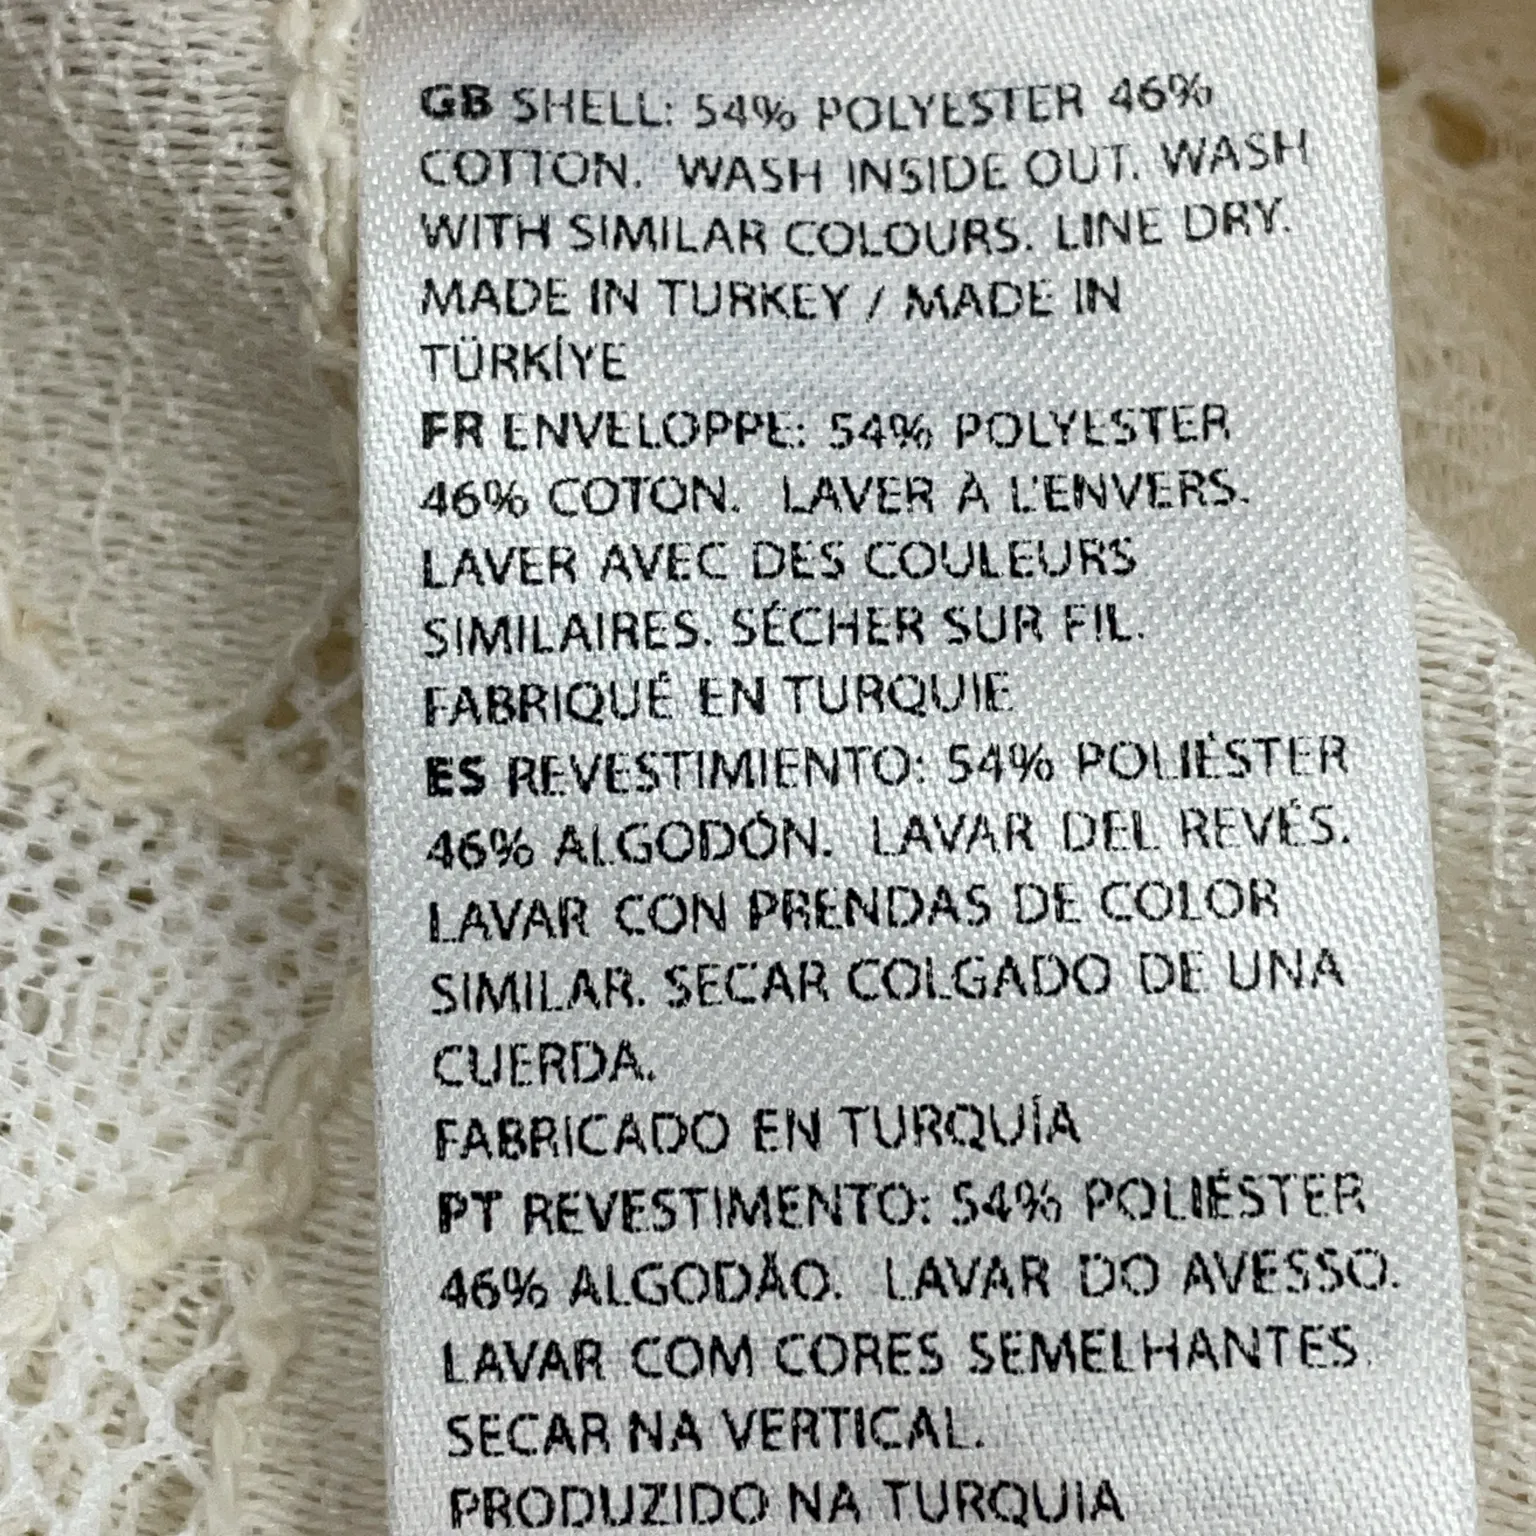 GB SHELL: 54% POLYESTER 46%
COTTON. WASH INSIDE OUT. WASH
WITH SIMILAR COLOURS. LINE DRY.
MADE IN TURKEY / MADE IN
TÜRKİYE
FR ENVELOPPE: 54% POLYESTER
46% COTON. LAVER À L'ENVERS.
LAVER AVEC DES COULEURS
SIMILAIRES. SÉCHER SUR FIL.
FABRIQUÉ EN TURQUIE
ES REVESTIMIENTO: 54% POLIÉSTER
46% ALGODÓN. LAVAR DEL REVÉS.
LAVAR CON PRENDAS DE COLOR
SIMILAR. SECAR COLGADO DE UNA
CUERDA.
FABRICADO EN TURQUÍA
PT REVESTIMENTO: 54% POLIÉSTER
46% ALGODÃO. LAVAR DO AVESSO.
LAVAR COM CORES SEMELHANTES.
SECAR NA VERTICAL.
PRODUZIDO NA TURQUIA